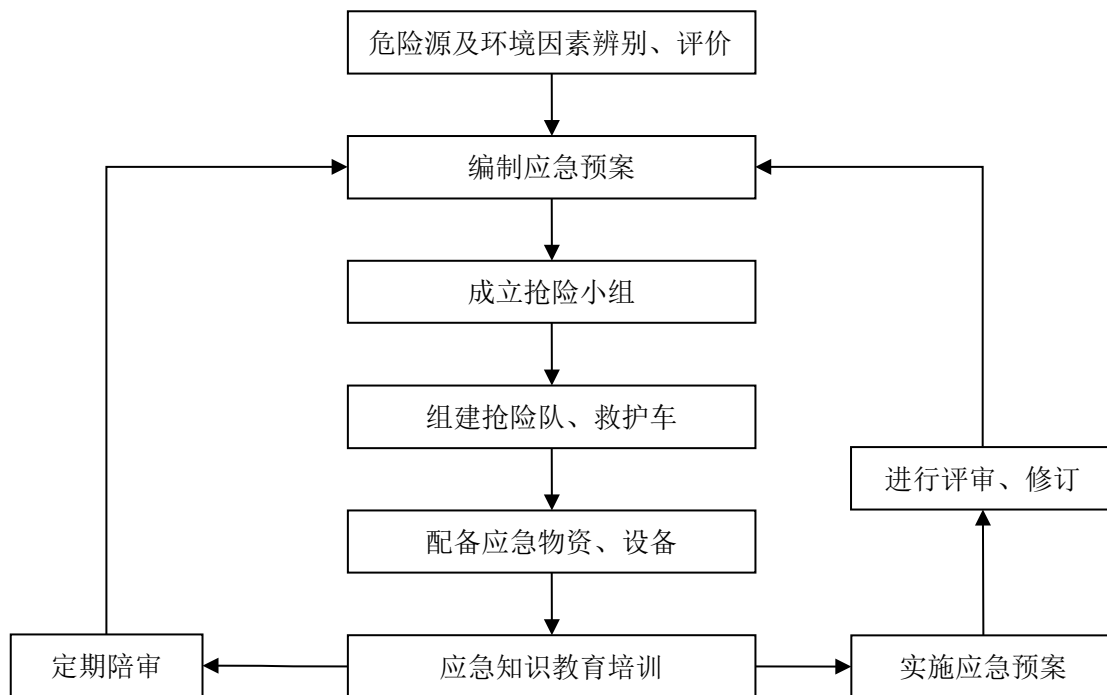 危险源及环境因素辨别、评价
编制应急预案
成立抢险小组
组建抢险队、救护车
进行评审、修订
配备应急物资、设备
定期陪审
应急知识教育培训
实施应急预案